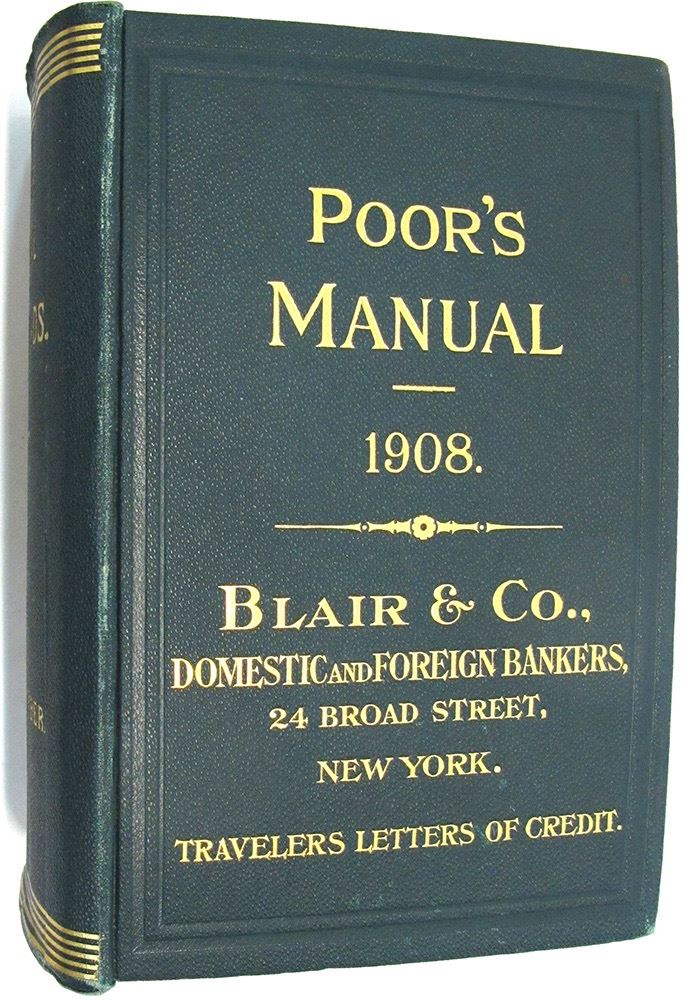 POOR'S
MANUAL
1908.
BLAIR & CO.,
DOMESTIC AND FOREIGN BANKERS,
24 BROAD STREET,
NEW YORK.
TRAVELERS LETTERS OF CREDIT.